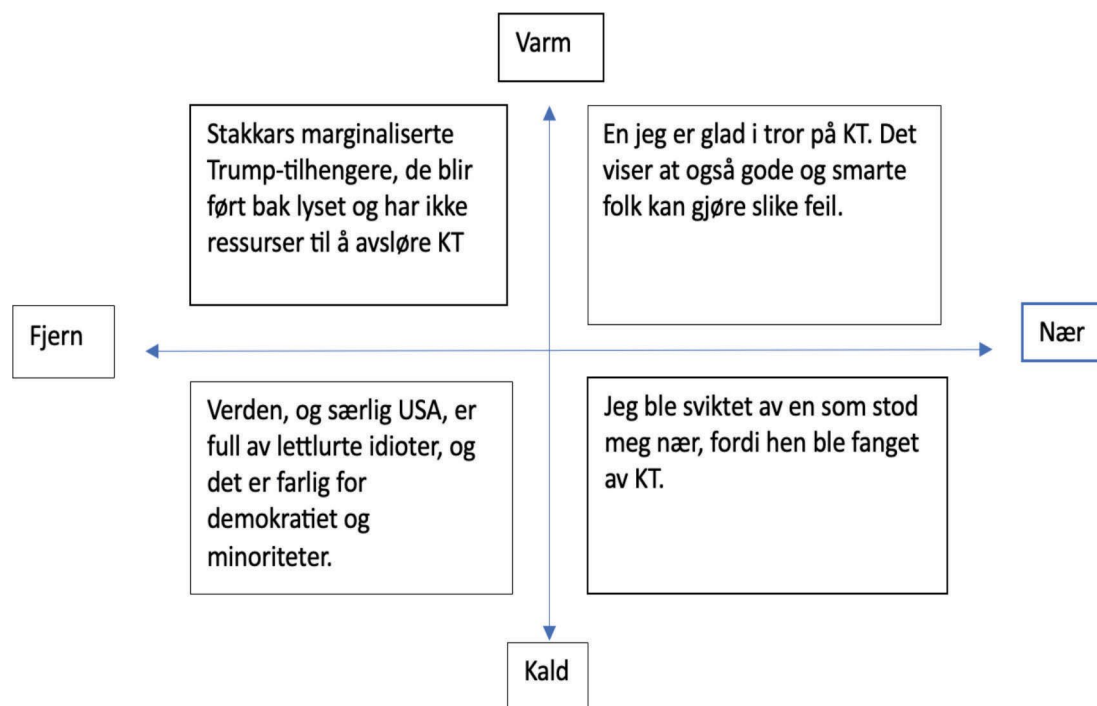 Varm
Stakkars marginaliserte
Trump-tilhengere, de blir
ført bak lyset og har ikke
ressurser til å avsløre KT
En jeg er glad i tror på KT. Det
viser at også gode og smarte
folk kan gjøre slike feil.
Fjern
Nær
Verden, og særlig USA, er
full av lettlurte idioter, og
det er farlig for
demokratiet og
minoriteter.
Jeg ble sviktet av en som stod
meg nær, fordi hen ble fanget
av KT.
Kald